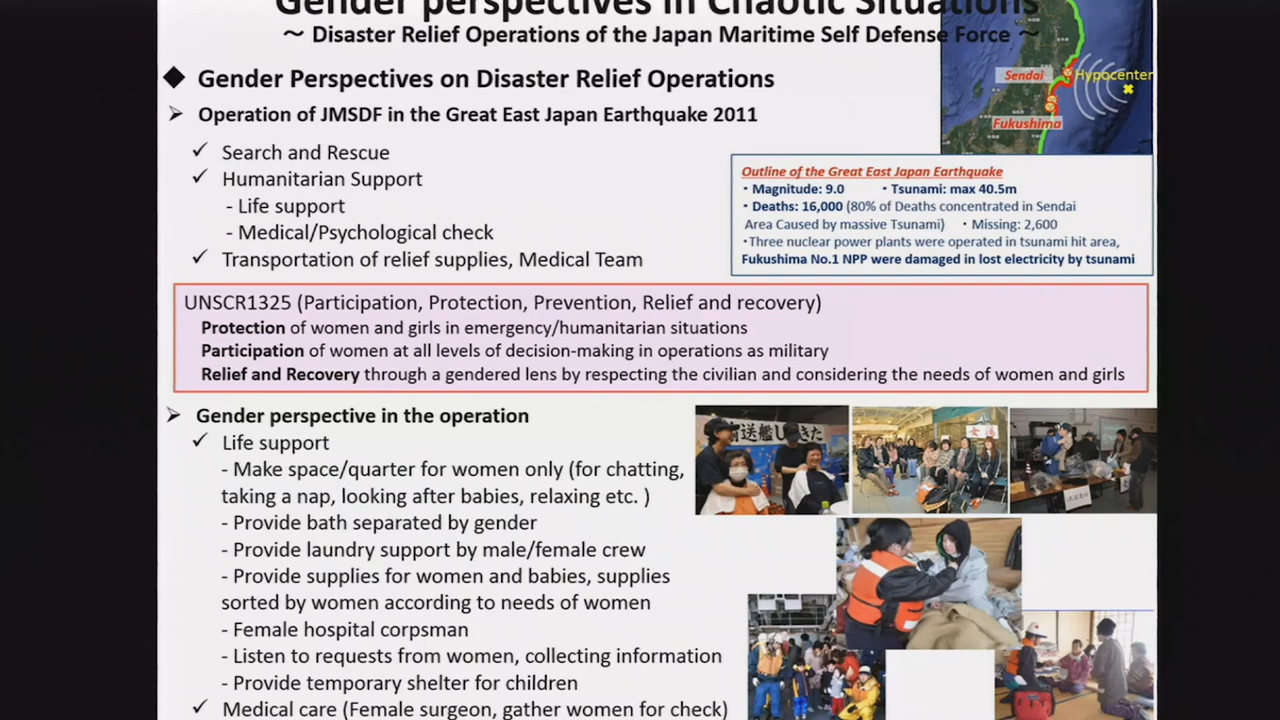 Gender perspectives in Chaotic Situations
～ Disaster Relief Operations of the Japan Maritime Self Defense Force ～
◆ Gender Perspectives on Disaster Relief Operations
➢ Operation of JMSDF in the Great East Japan Earthquake 2011
✓ Search and Rescue
✓ Humanitarian Support
- Life support
- Medical/Psychological check
✓ Transportation of relief supplies, Medical Team
Sendai
Hypocenter
Fukushima
Outline of the Great East Japan Earthquake
・Magnitude: 9.0 ・Tsunami: max 40.5m
・Deaths: 16,000 (80% of Deaths concentrated in Sendai
Area Caused by massive Tsunami) ・Missing: 2,600
・Three nuclear power plants were operated in tsunami hit area,
Fukushima No.1 NPP were damaged in lost electricity by tsunami
UNSCR1325 (Participation, Protection, Prevention, Relief and recovery)
Protection of women and girls in emergency/humanitarian situations
Participation of women at all levels of decision-making in operations as military
Relief and Recovery through a gendered lens by respecting the civilian and considering the needs of women and girls
➢ Gender perspective in the operation
✓ Life support
- Make space/quarter for women only (for chatting,
taking a nap, looking after babies, relaxing etc. )
- Provide bath separated by gender
- Provide laundry support by male/female crew
- Provide supplies for women and babies, supplies
sorted by women according to needs of women
- Female hospital corpsman
- Listen to requests from women, collecting information
- Provide temporary shelter for children
✓ Medical care (Female surgeon, gather women for check)